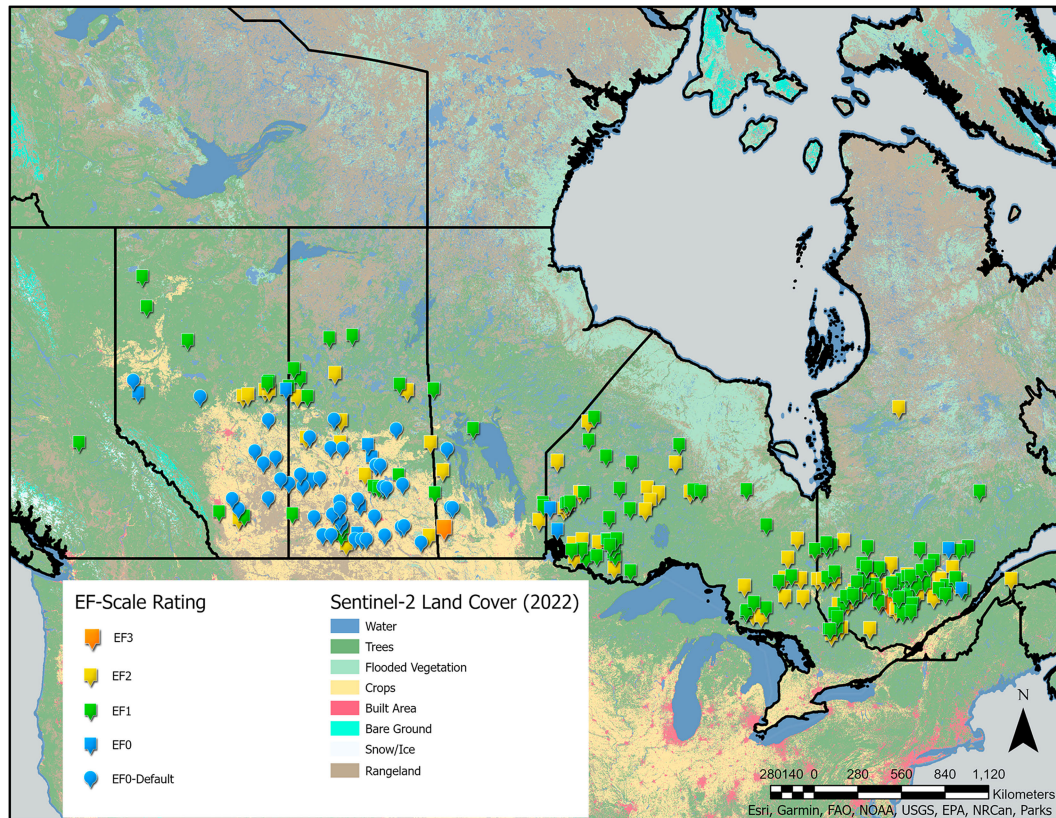 EF-Scale Rating
EF3
EF2
EF1
EF0
EF0-Default
Sentinel-2 Land Cover (2022)
Water
Trees
Flooded Vegetation
Crops
Built Area
Bare Ground
Snow/Ice
Rangeland
N
280140 0 280 560 840 1,120
Kilometers
Esri, Garmin, FAO, NOAA, USGS, EPA, NRCan, Parks